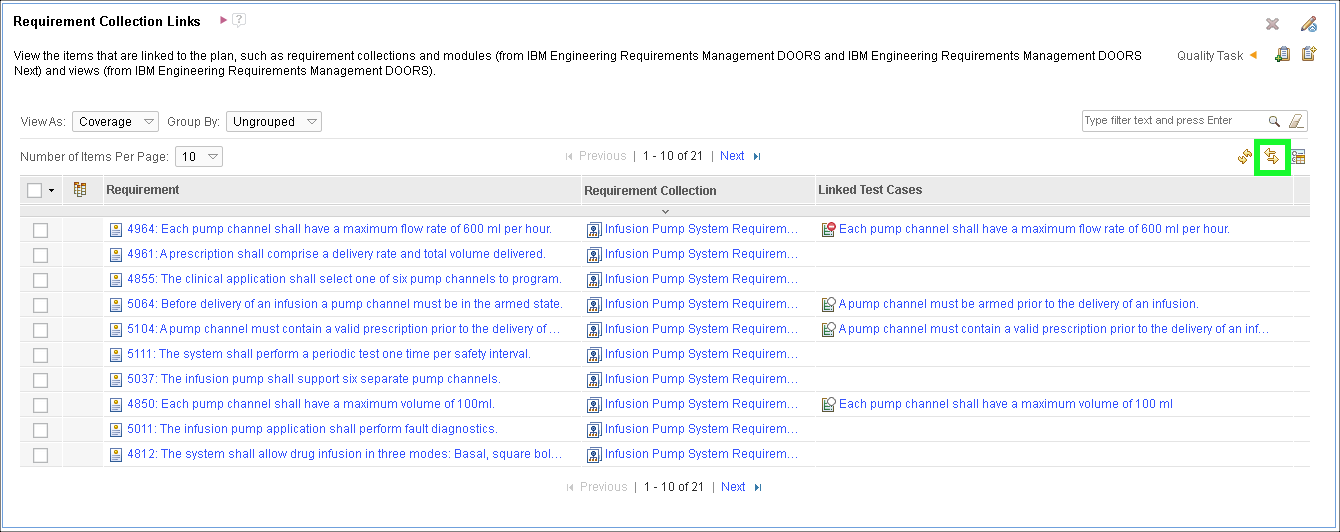 Requirement Collection Links ?
View the items that are linked to the plan, such as requirement collections and modules (from IBM Engineering Requirements Management DOORS and IBM Engineering Requirements Management DOORS
Next) and views (from IBM Engineering Requirements Management DOORS).
Quality Task
View As: Coverage Group By: Ungrouped
Type filter text and press Enter
Number of Items Per Page: 10
Previous | 1 - 10 of 21 | Next
Requirement Requirement Collection Linked Test Cases
4964: Each pump channel shall have a maximum flow rate of 600 ml per hour. Infusion Pump System Requirem... Each pump channel shall have a maximum flow rate of 600 ml per hour.
4961: A prescription shall comprise a delivery rate and total volume delivered. Infusion Pump System Requirem...
4855: The clinical application shall select one of six pump channels to program. Infusion Pump System Requirem...
5064: Before delivery of an infusion a pump channel must be in the armed state. Infusion Pump System Requirem... A pump channel must be armed prior to the delivery of an infusion.
5104: A pump channel must contain a valid prescription prior to the delivery of ... Infusion Pump System Requirem... A pump channel must contain a valid prescription prior to the delivery of an inf...
5111: The system shall perform a periodic test one time per safety interval. Infusion Pump System Requirem...
5037: The infusion pump shall support six separate pump channels. Infusion Pump System Requirem...
4850: Each pump channel shall have a maximum volume of 100ml. Infusion Pump System Requirem... Each pump channel shall have a maximum volume of 100 ml
5011: The infusion pump application shall perform fault diagnostics. Infusion Pump System Requirem...
4812: The system shall allow drug infusion in three modes: Basal, square bol... Infusion Pump System Requirem...
Previous | 1 - 10 of 21 | Next